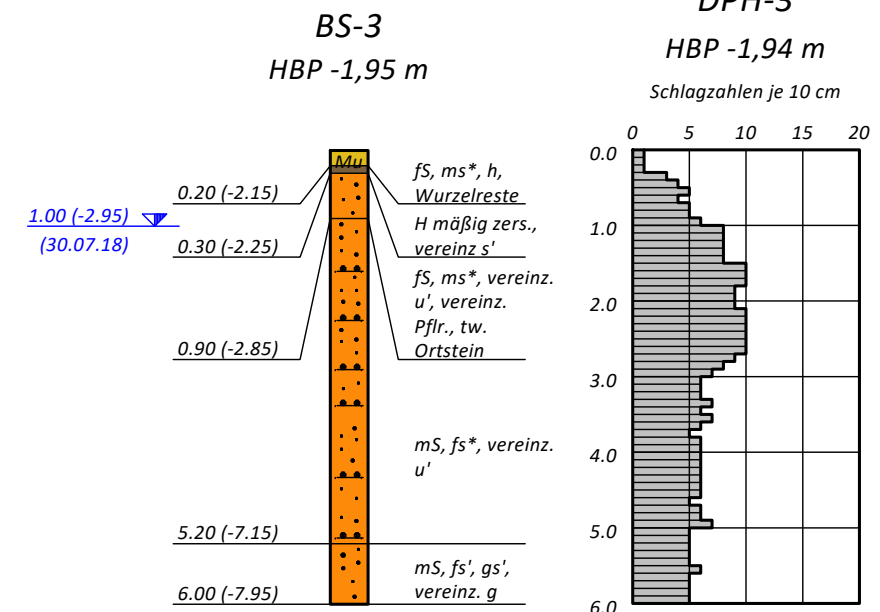 BS-3
HBP -1,95 m
Mu
0.20 (-2.15)
1.00 (-2.95)
(30.07.18)
0.30 (-2.25)
0.90 (-2.85)
5.20 (-7.15)
6.00 (-7.95)
fS, ms*, h,
Wurzelreste
H mäßig zers.,
vereinz s'
fS, ms*, vereinz.
u', vereinz.
Pflr., tw.
Ortstein
mS, fs*, vereinz.
u'
mS, fs', gs',
vereinz. g
DPH-3
HBP -1,94 m
Schlagzahlen je 10 cm
0 5 10 15 20
0.0
1.0
2.0
3.0
4.0
5.0
6.0